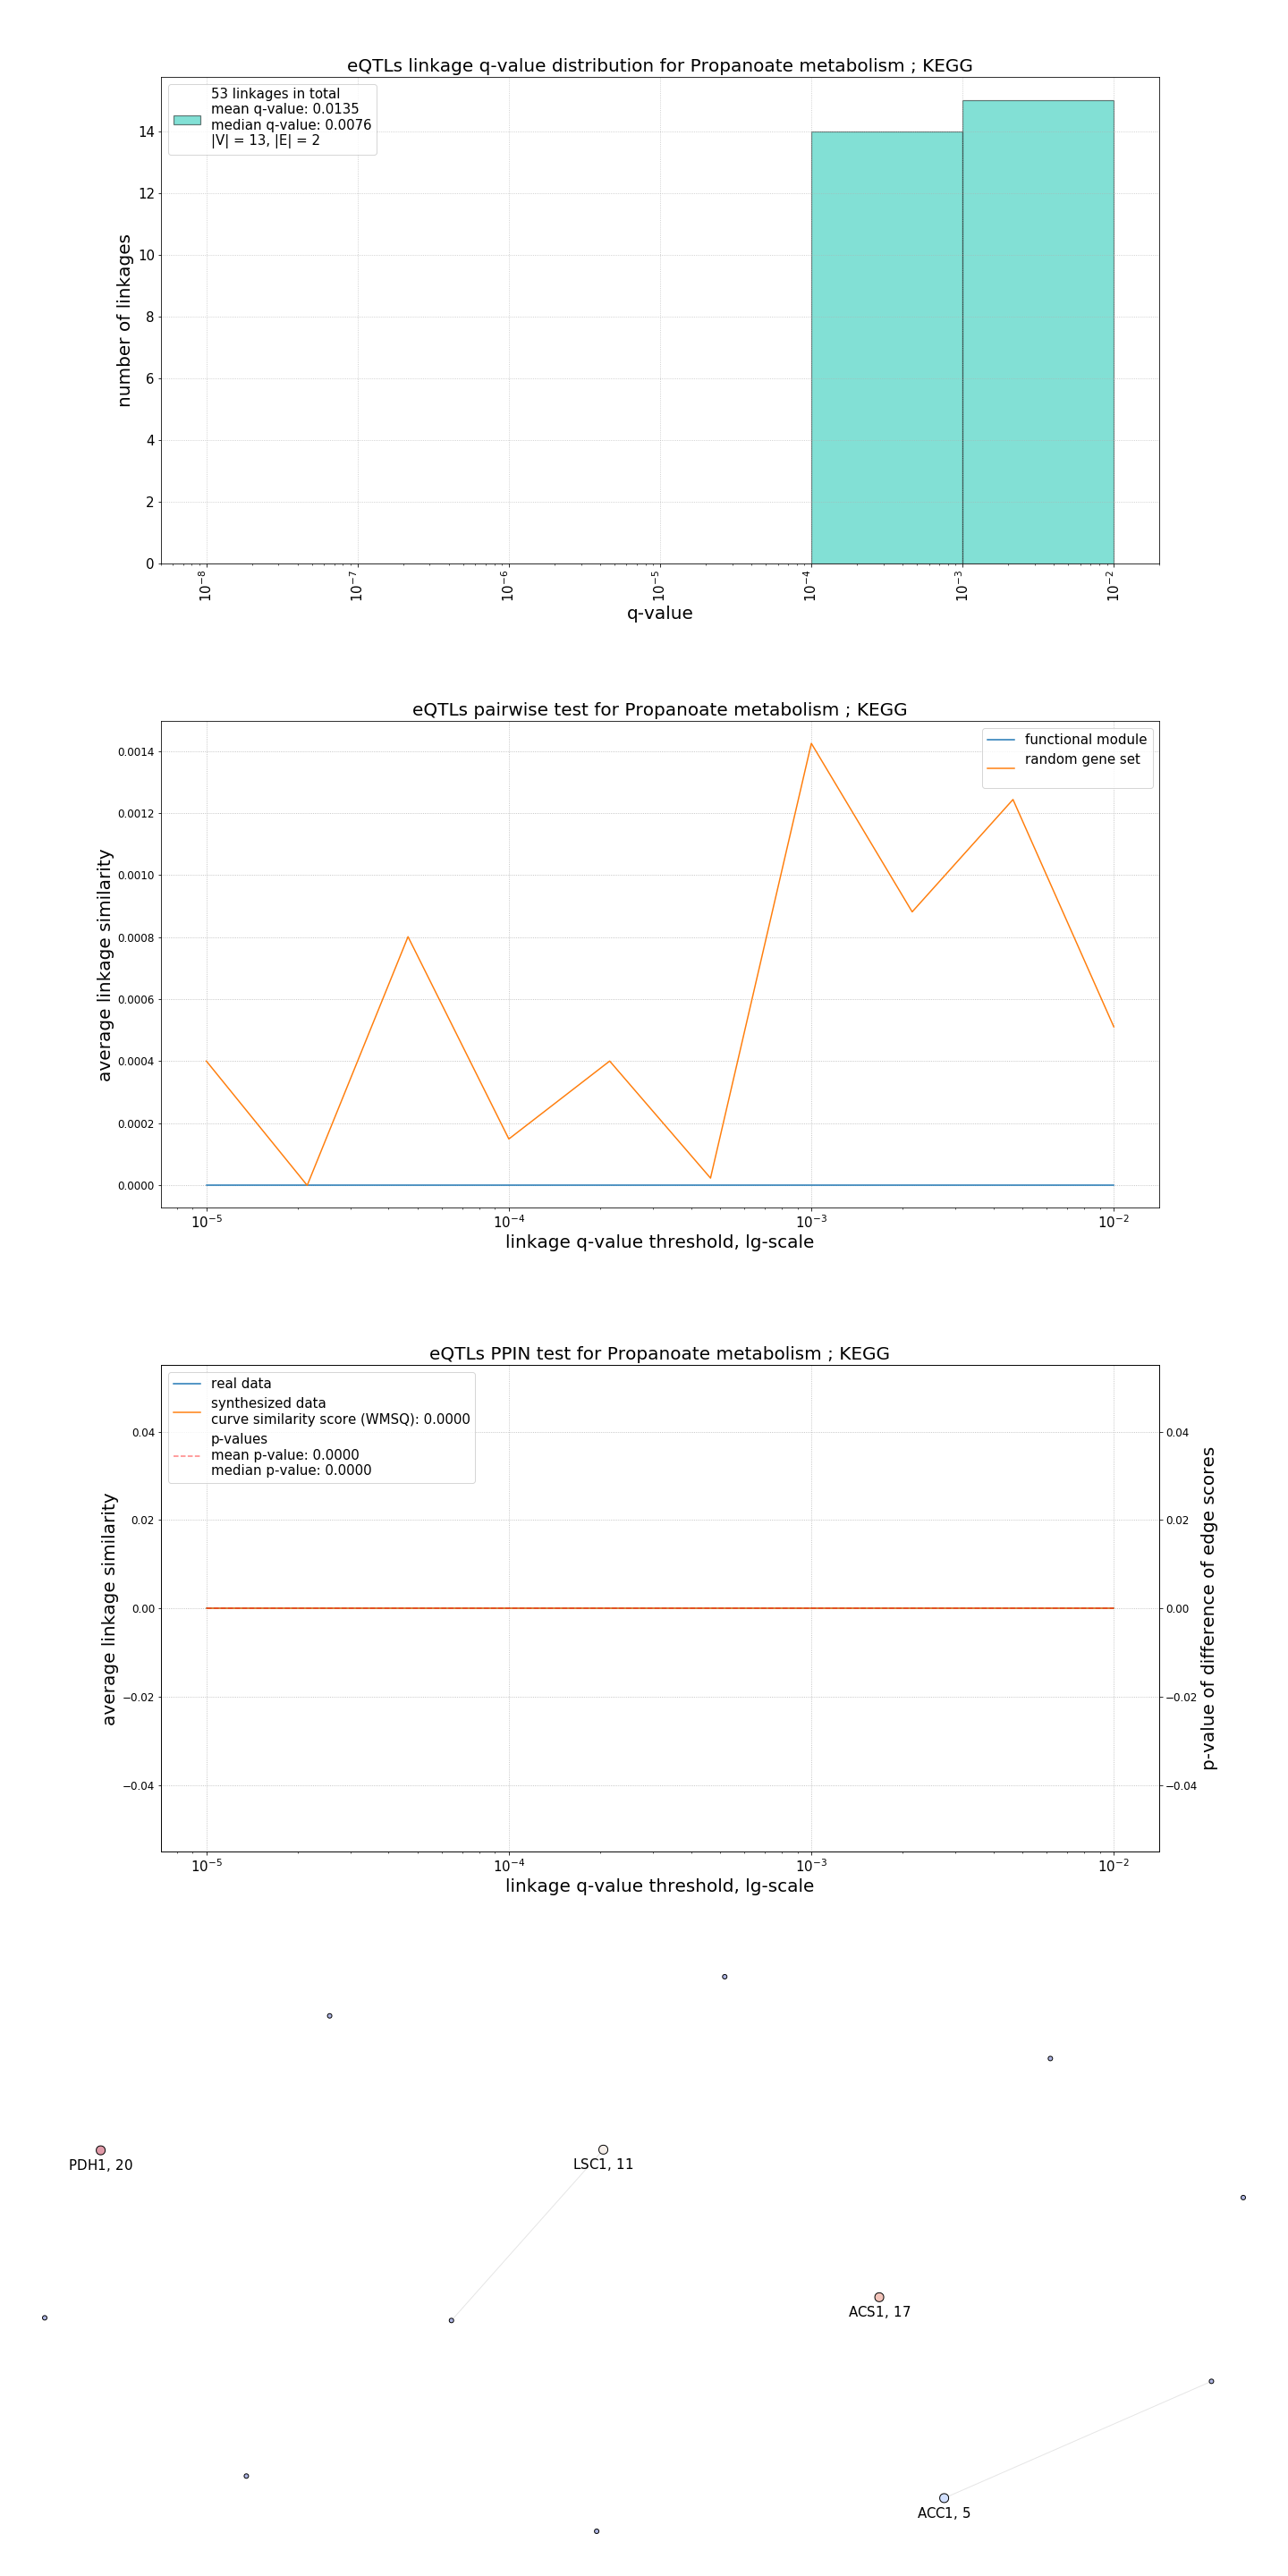 eQTLs linkage q-value distribution for Propanoate metabolism ; KEGG
53 linkages in total
mean q-value: 0.0135
median q-value: 0.0076
|V| = 13, |E| = 2
number of linkages
14
12
10
8
6
4
2
0
10⁻⁸
10⁻⁷
10⁻⁶
10⁻⁵
10⁻⁴
10⁻³
10⁻²
q-value
eQTLs pairwise test for Propanoate metabolism ; KEGG
functional module
random gene set
average linkage similarity
0.0014
0.0012
0.0010
0.0008
0.0006
0.0004
0.0002
0.0000
10⁻⁵
10⁻⁴
10⁻³
10⁻²
linkage q-value threshold, lg-scale
eQTLs PPIN test for Propanoate metabolism ; KEGG
real data
synthesized data
curve similarity score (WMSQ): 0.0000
p-values
mean p-value: 0.0000
median p-value: 0.0000
average linkage similarity
0.04
0.02
0.00
−0.02
−0.04
0.04
0.02
0.00
−0.02
−0.04
p-value of difference of edge scores
10⁻⁵
10⁻⁴
10⁻³
10⁻²
linkage q-value threshold, lg-scale
PDH1, 20
LSC1, 11
ACS1, 17
ACC1, 5